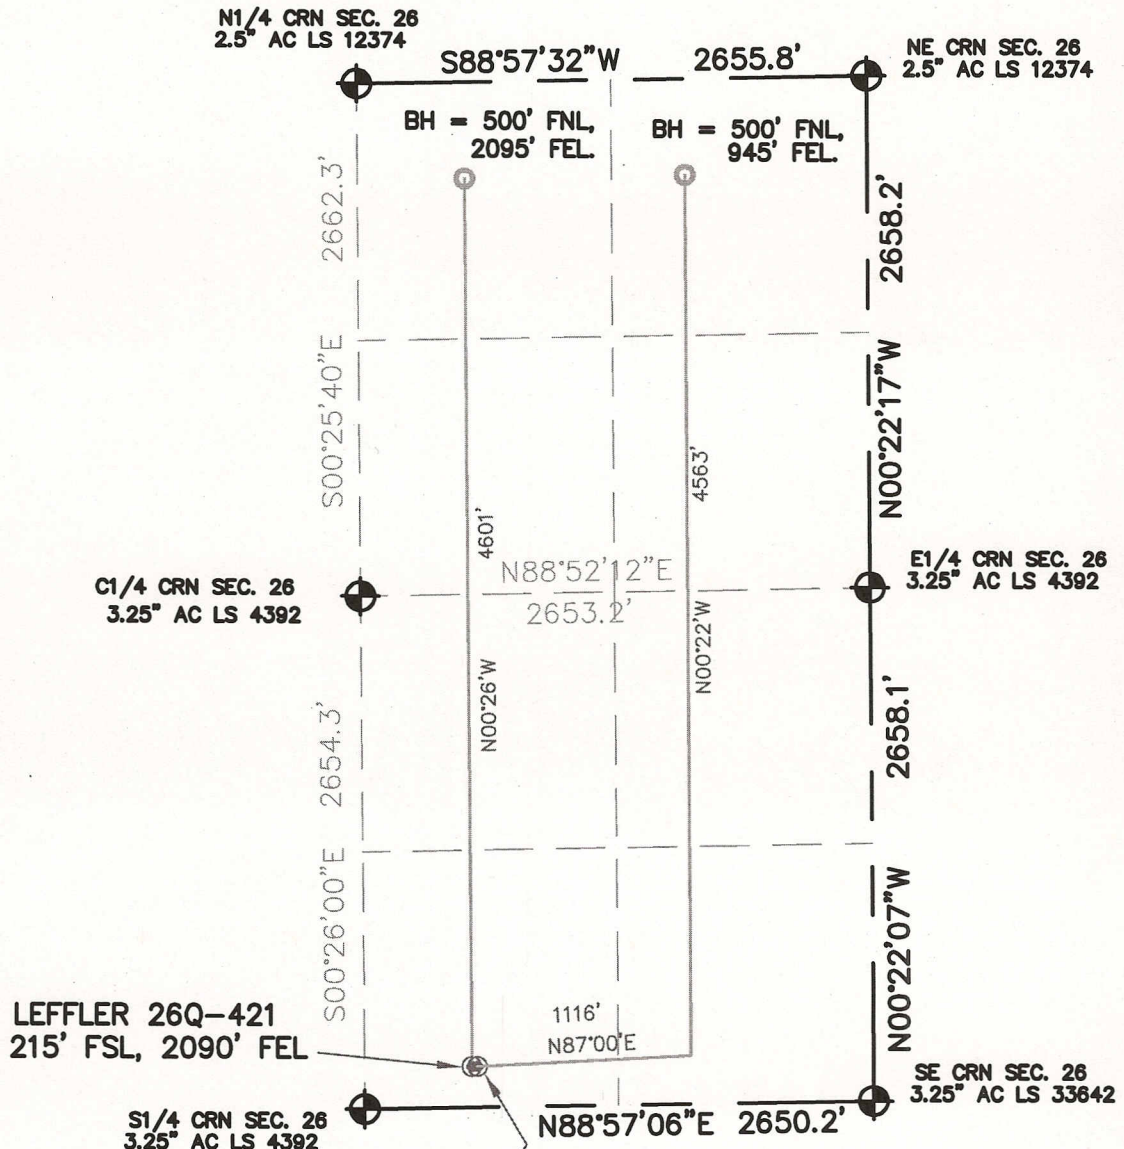 N1/4 CRN SEC. 26
2.5" AC LS 12374
S88°57'32"W
2655.8'
NE CRN SEC. 26
2.5" AC LS 12374
BH = 500' FNL,
2095' FEL.
BH = 500' FNL,
945' FEL.
2662.3'
2658.2'
S00°25'40"E
N00°22'17"W
4601'
4563'
N88°52'12"E
2653.2'
C1/4 CRN SEC. 26
3.25" AC LS 4392
E1/4 CRN SEC. 26
3.25" AC LS 4392
N00°26'W
N00°22'W
2654.3'
2658.1'
S00°26'00"E
N00°22'07"W
LEFFLER 26Q-421
215' FSL, 2090' FEL
1116'
N87°00'E
S1/4 CRN SEC. 26
3.25" AC LS 4392
N88°57'06"E 2650.2'
SE CRN SEC. 26
3.25" AC LS 33642